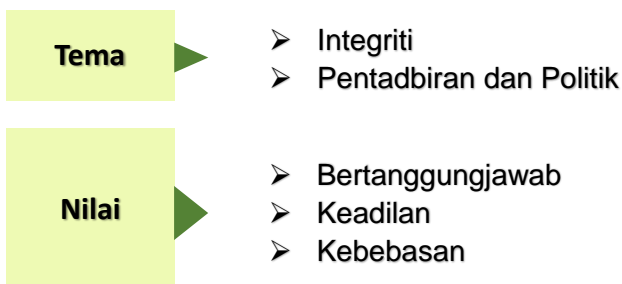 Tema
➢ Integriti
➢ Pentadbiran dan Politik
Nilai
➢ Bertanggungjawab
➢ Keadilan
➢ Kebebasan